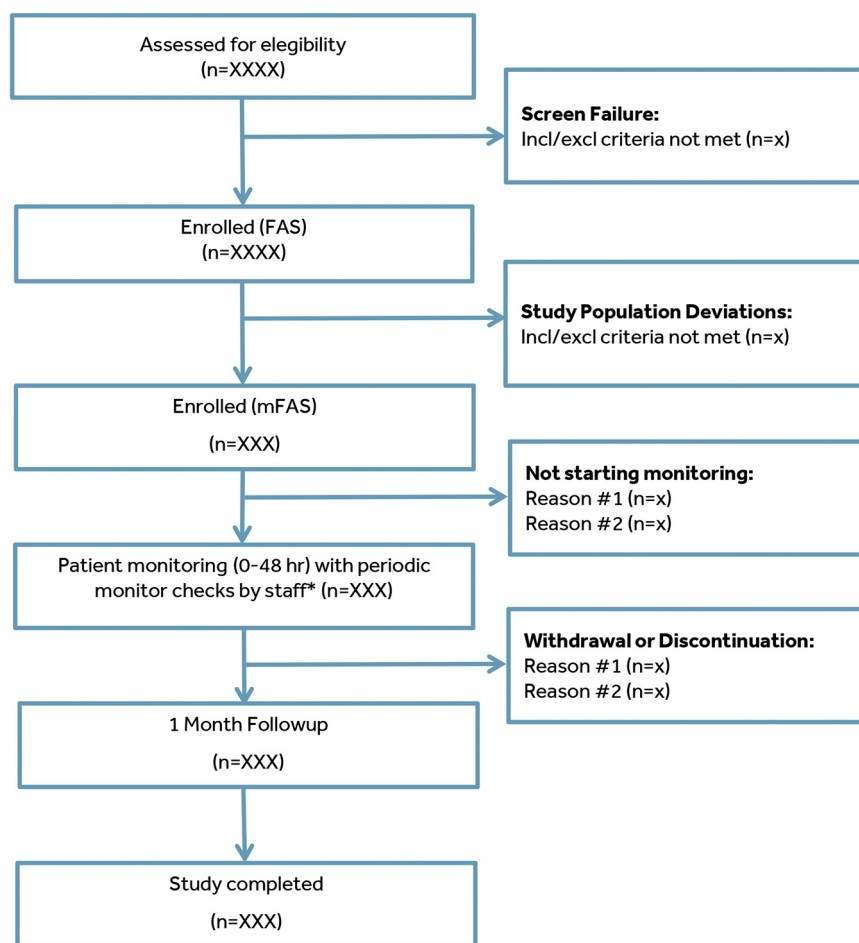 Assessed for elegibility
(n=XXXX)
Screen Failure:
Incl/excl criteria not met (n=x)
Enrolled (FAS)
(n=XXXX)
Study Population Deviations:
Incl/excl criteria not met (n=x)
Enrolled (mFAS)
(n=XXX)
Not starting monitoring:
Reason #1 (n=x)
Reason #2 (n=x)
Patient monitoring (0-48 hr) with periodic
monitor checks by staff* (n=XXX)
Withdrawal or Discontinuation:
Reason #1 (n=x)
Reason #2 (n=x)
1 Month Followup
(n=XXX)
Study completed
(n=XXX)